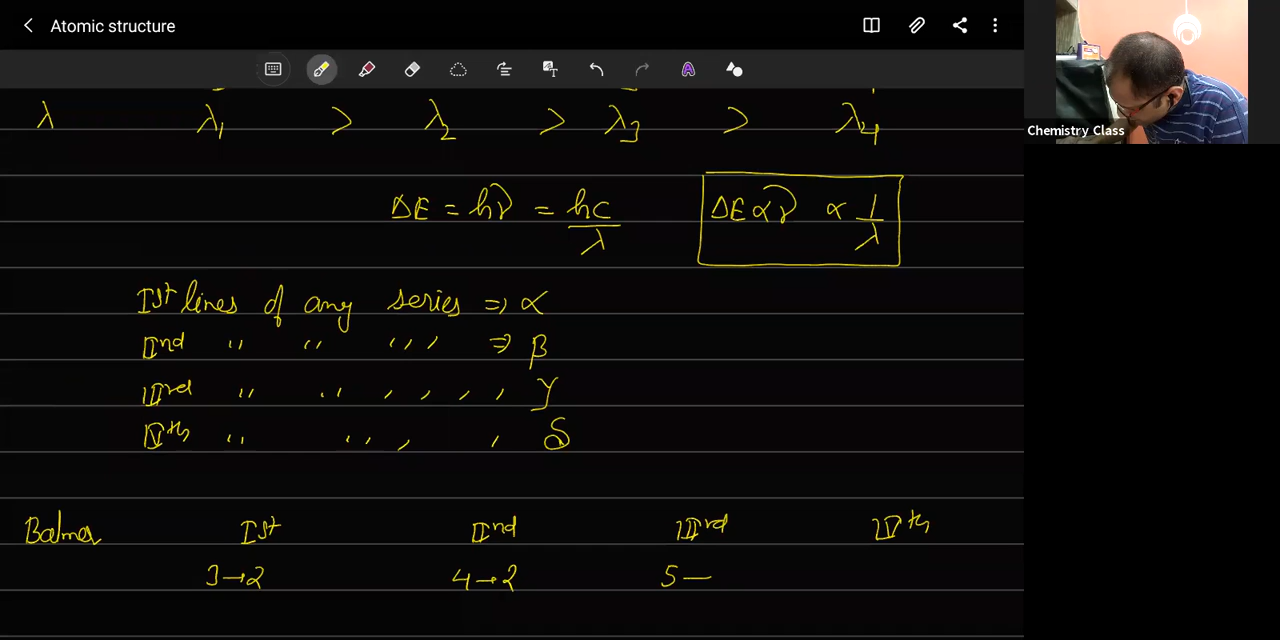 Atomic structure
Chemistry Class
λ λ₁ > λ₂ > λ₃ > λ₄
ΔE = hν = hc/λ
ΔE ∝ ν ∝ 1/λ
Ist lines of any series ⇒ α
IInd " " " ⇒ β
IIIrd " " , , , , γ
IVth " " , , δ
Balmer Ist IInd IIIrd IVth
3→2 4→2 5—